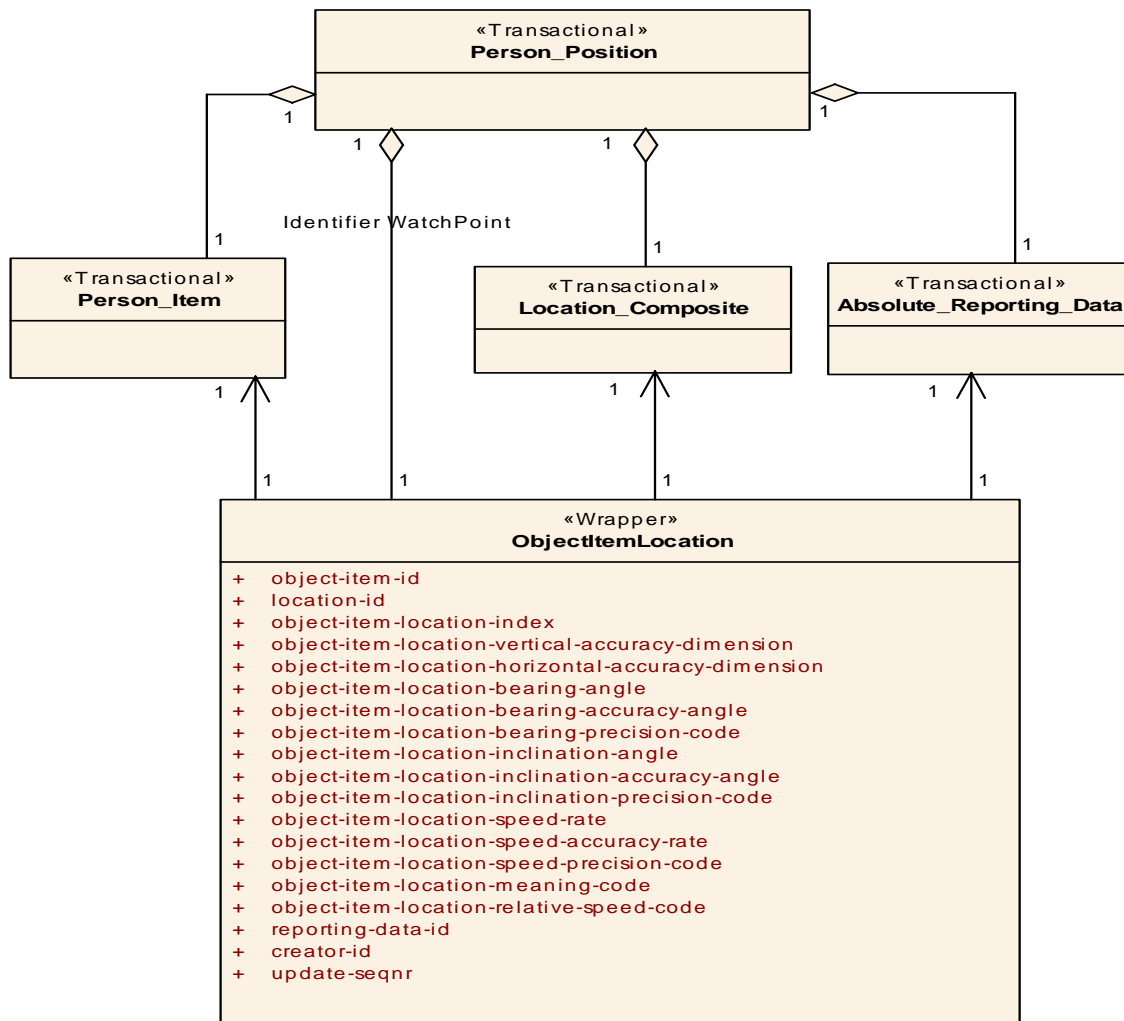 «Transactional»
Person_Position
1
1
1
1
Identifier WatchPoint
1
1
1
«Transactional»
Person_Item
«Transactional»
Location_Composite
«Transactional»
Absolute_Reporting_Data
1
1
1
1
1
1
1
«Wrapper»
ObjectItemLocation
+ object-item-id
+ location-id
+ object-item-location-index
+ object-item-location-vertical-accuracy-dimension
+ object-item-location-horizontal-accuracy-dimension
+ object-item-location-bearing-angle
+ object-item-location-bearing-accuracy-angle
+ object-item-location-bearing-precision-code
+ object-item-location-inclination-angle
+ object-item-location-inclination-accuracy-angle
+ object-item-location-inclination-precision-code
+ object-item-location-speed-rate
+ object-item-location-speed-accuracy-rate
+ object-item-location-speed-precision-code
+ object-item-location-meaning-code
+ object-item-location-relative-speed-code
+ reporting-data-id
+ creator-id
+ update-seqnr